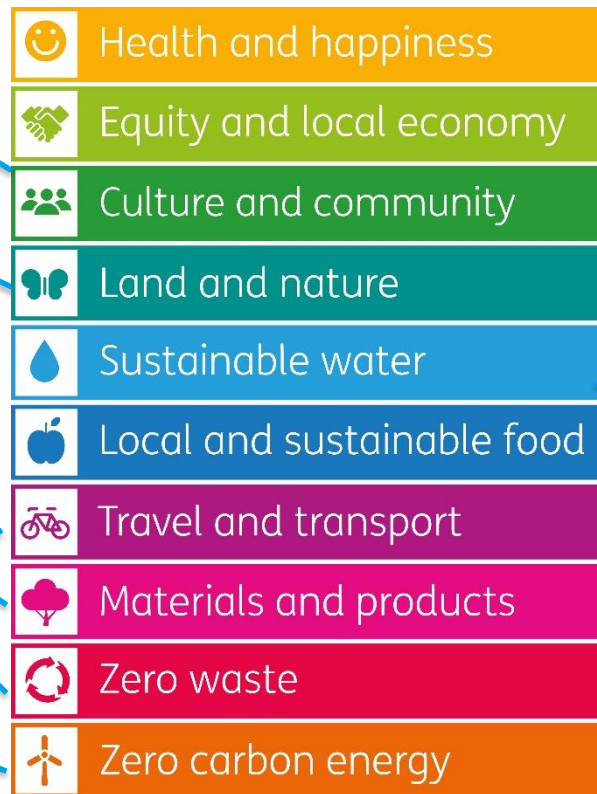 Health and happiness
Equity and local economy
Culture and community
Land and nature
Sustainable water
Local and sustainable food
Travel and transport
Materials and products
Zero waste
Zero carbon energy